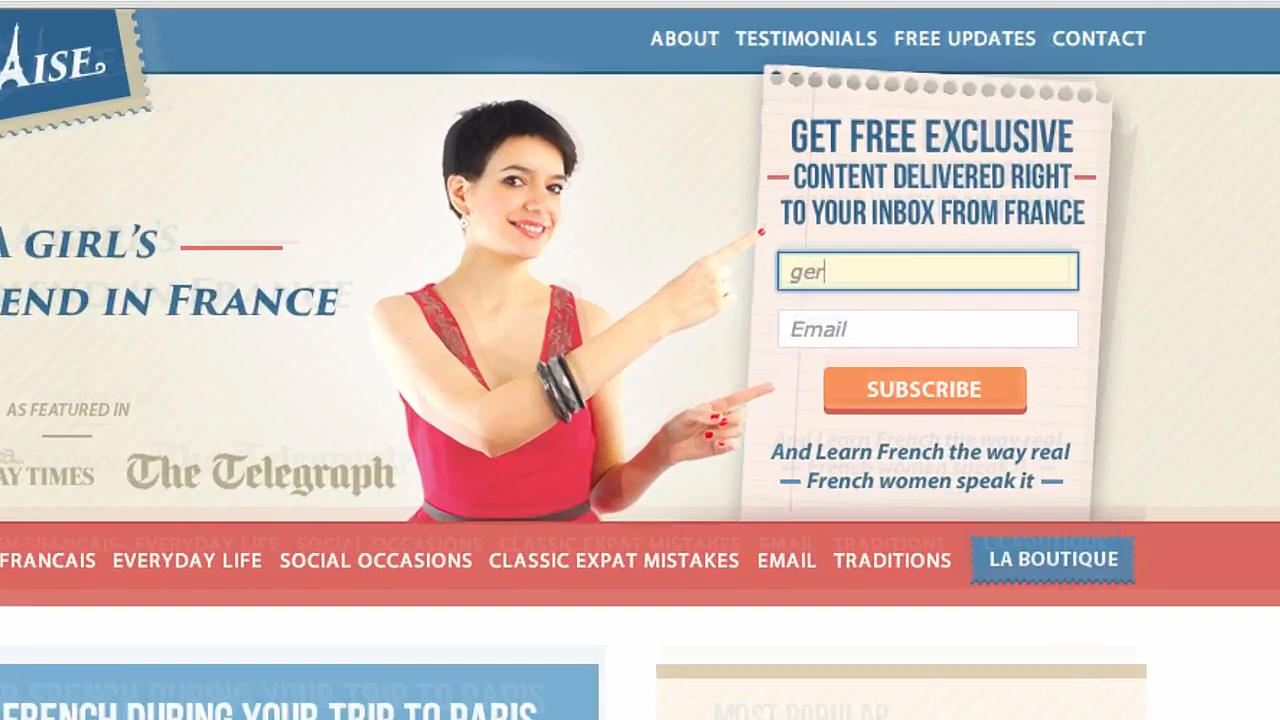 AISE
ABOUT TESTIMONIALS FREE UPDATES CONTACT
GET FREE EXCLUSIVE
CONTENT DELIVERED RIGHT
TO YOUR INBOX FROM FRANCE
A GIRL'S
END IN FRANCE
ger
Email
SUBSCRIBE
AS FEATURED IN
AY TIMES The Telegraph
And Learn French the way real
French women speak it
FRANCAIS EVERYDAY LIFE SOCIAL OCCASIONS CLASSIC EXPAT MISTAKES EMAIL TRADITIONS LA BOUTIQUE
FRENCH DURING YOUR TRIP TO PARIS
MOST POPULAR